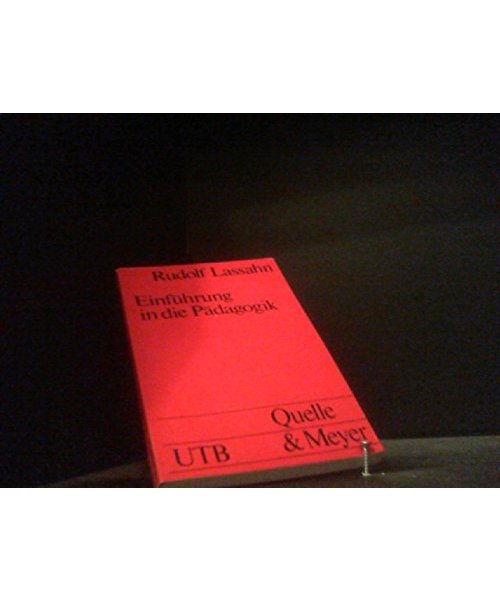 Rudolf Lassahn
Einführung
in die Pädagogik
Quelle
& Meyer
UTB